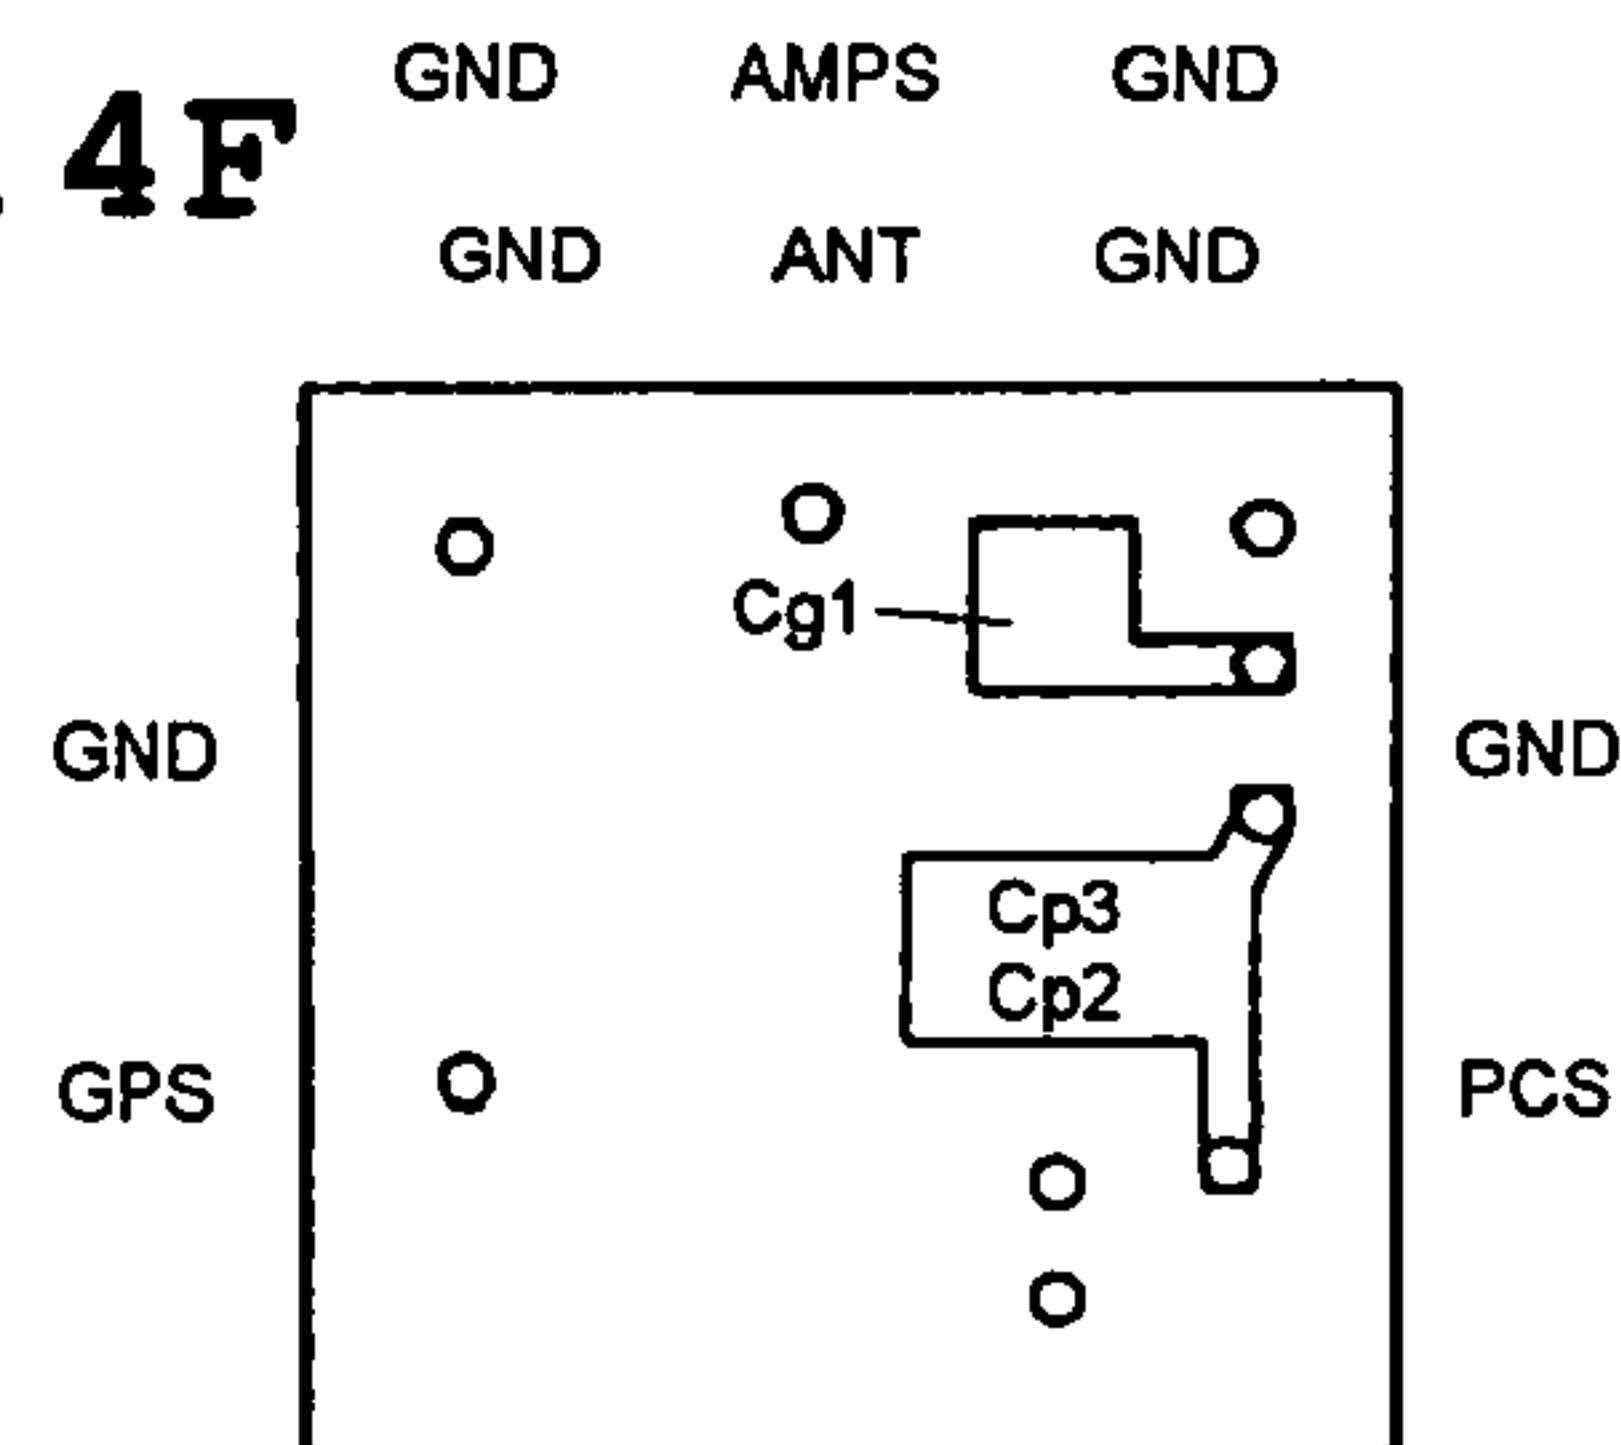 GND AMPS GND
4F
GND ANT GND
Cg1
GND GND
Cp3
Cp2
GPS PCS